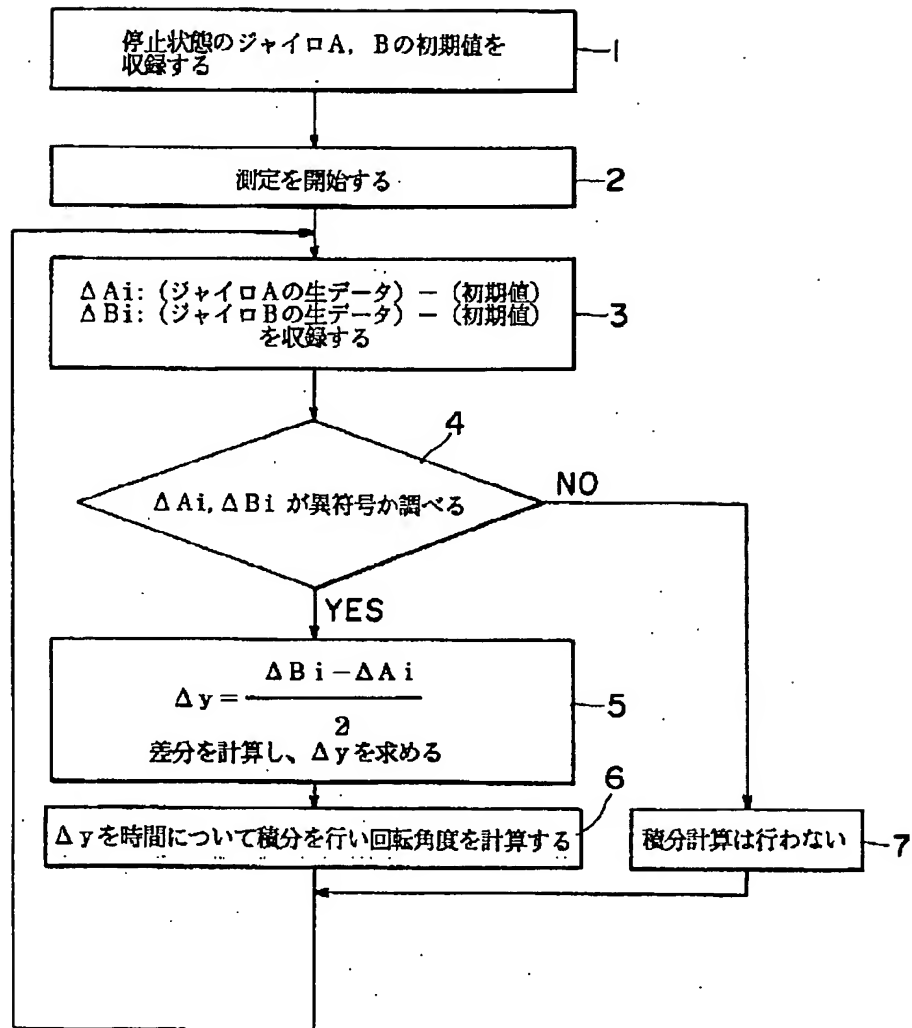 停止状態のジャイロA, Bの初期値を
収録する
1
測定を開始する
2
ΔAi: (ジャイロAの生データ) − (初期値)
ΔBi: (ジャイロBの生データ) − (初期値)
を収録する
3
4
ΔAi, ΔBi が異符号か調べる
NO
YES
ΔBi−ΔAi
Δy=
2
差分を計算し、Δyを求める
5
6
Δyを時間について積分を行い回転角度を計算する
積分計算は行わない
7